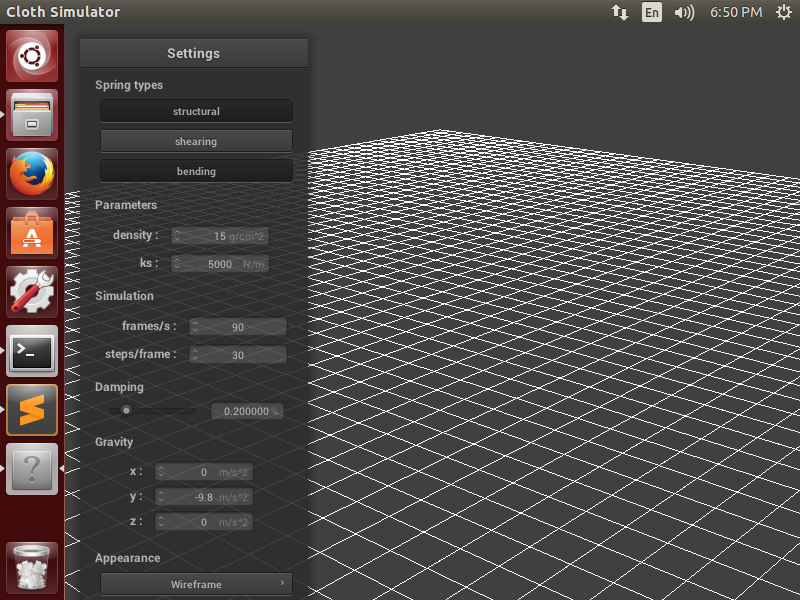 Cloth Simulator
En
6:50 PM
Settings
Spring types
structural
shearing
bending
Parameters
density : 15 g/cm^2
ks : 5000 N/m
Simulation
frames/s : 90
steps/frame : 30
Damping
0.200000 %
Gravity
x : 0 m/s^2
y : -9.8 m/s^2
z : 0 m/s^2
Appearance
Wireframe